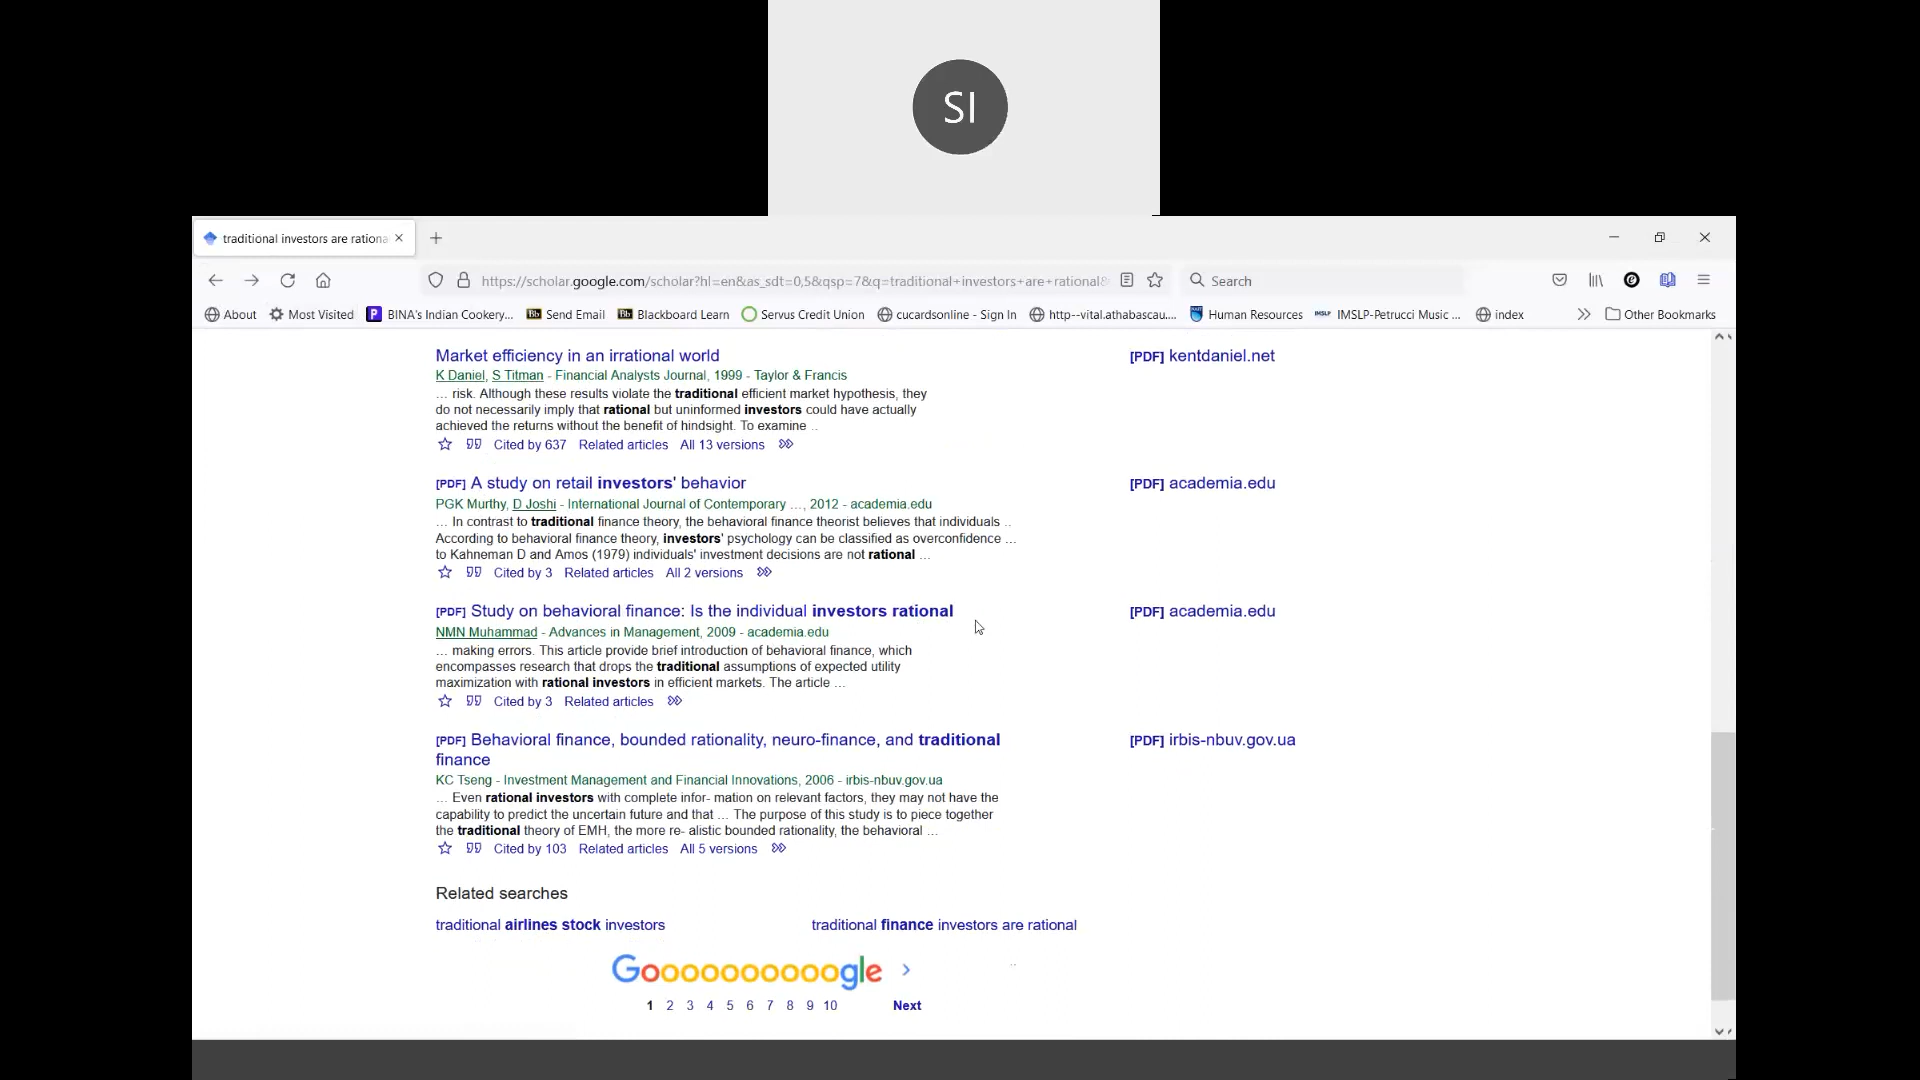 SI
traditional investors are rationa
https://scholar.google.com/scholar?hl=en&as_sdt=0,5&qsp=7&q=traditional+investors+are+rational&
Search
About
Most Visited
BINA's Indian Cookery...
Send Email
Blackboard Learn
Servus Credit Union
cucardsonline - Sign In
http--vital.athabascau....
Human Resources
IMSLP-Petrucci Music ...
index
Other Bookmarks
Market efficiency in an irrational world
[PDF] kentdaniel.net
K Daniel, S Titman - Financial Analysts Journal, 1999 - Taylor & Francis
... risk. Although these results violate the traditional efficient market hypothesis, they
do not necessarily imply that rational but uninformed investors could have actually
achieved the returns without the benefit of hindsight. To examine ..
Cited by 637 Related articles All 13 versions
[PDF] A study on retail investors' behavior
[PDF] academia.edu
PGK Murthy, D Joshi - International Journal of Contemporary ..., 2012 - academia.edu
... In contrast to traditional finance theory, the behavioral finance theorist believes that individuals ..
According to behavioral finance theory, investors' psychology can be classified as overconfidence ...
to Kahneman D and Amos (1979) individuals' investment decisions are not rational ...
Cited by 3 Related articles All 2 versions
[PDF] Study on behavioral finance: Is the individual investors rational
[PDF] academia.edu
NMN Muhammad - Advances in Management, 2009 - academia.edu
... making errors. This article provide brief introduction of behavioral finance, which
encompasses research that drops the traditional assumptions of expected utility
maximization with rational investors in efficient markets. The article ...
Cited by 3 Related articles
[PDF] Behavioral finance, bounded rationality, neuro-finance, and traditional
finance
[PDF] irbis-nbuv.gov.ua
KC Tseng - Investment Management and Financial Innovations, 2006 - irbis-nbuv.gov.ua
... Even rational investors with complete infor- mation on relevant factors, they may not have the
capability to predict the uncertain future and that ... The purpose of this study is to piece together
the traditional theory of EMH, the more re- alistic bounded rationality, the behavioral ...
Cited by 103 Related articles All 5 versions
Related searches
traditional airlines stock investors
traditional finance investors are rational
Goooooooooogle
1 2 3 4 5 6 7 8 9 10 Next